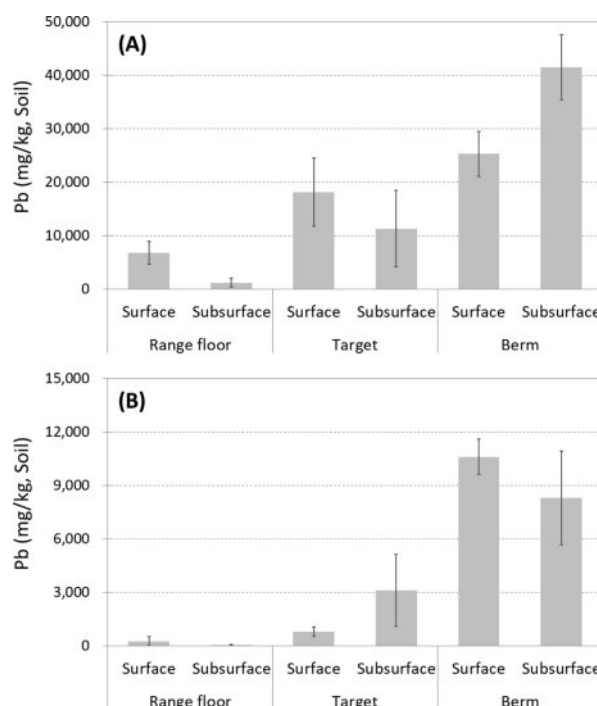 (A)
Pb (mg/kg, Soil)
50,000
40,000
30,000
20,000
10,000
0
Surface Subsurface Surface Subsurface Surface Subsurface
Range floor Target Berm
(B)
Pb (mg/kg, Soil)
15,000
12,000
9,000
6,000
3,000
0
Surface Subsurface Surface Subsurface Surface Subsurface
Range floor Target Berm